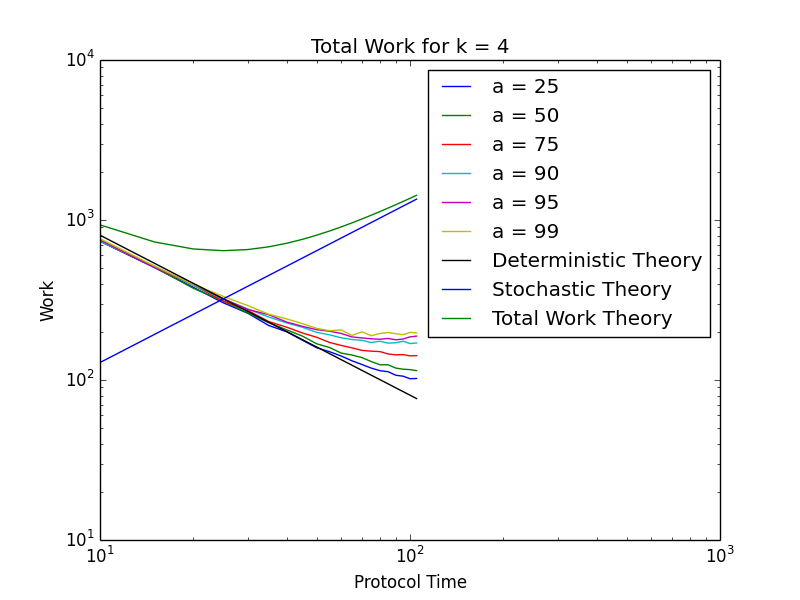 Total Work for k = 4
10^4
10^3
10^2
10^1
Work
a = 25
a = 50
a = 75
a = 90
a = 95
a = 99
Deterministic Theory
Stochastic Theory
Total Work Theory
10^1
10^2
10^3
Protocol Time